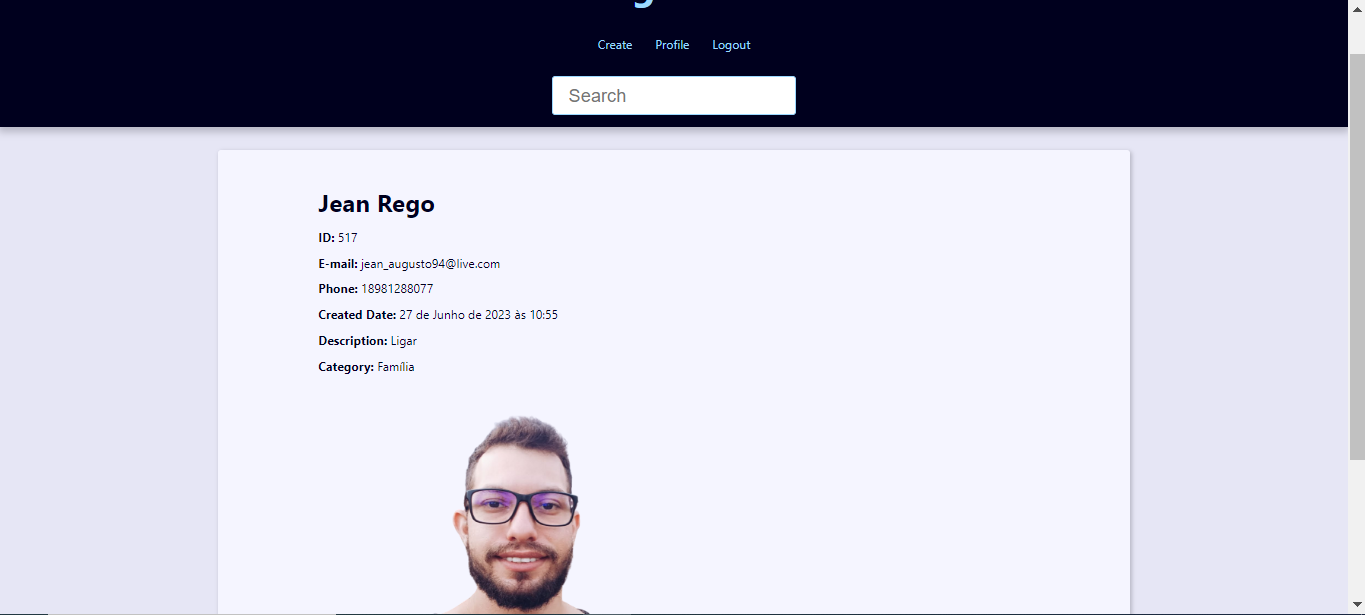 Create Profile Logout
Search
Jean Rego
ID: 517
E-mail: jean_augusto94@live.com
Phone: 18981288077
Created Date: 27 de Junho de 2023 às 10:55
Description: Ligar
Category: Família